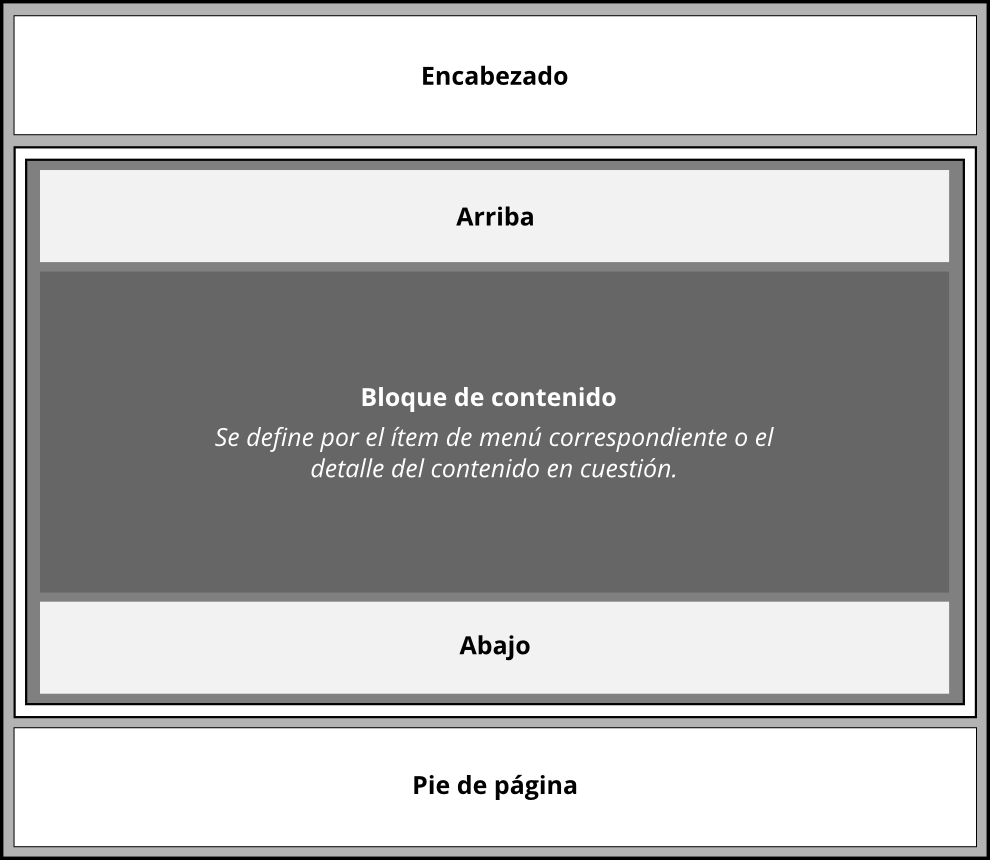 Encabezado
Arriba
Bloque de contenido
Se define por el ítem de menú correspondiente o el
detalle del contenido en cuestión.
Abajo
Pie de página